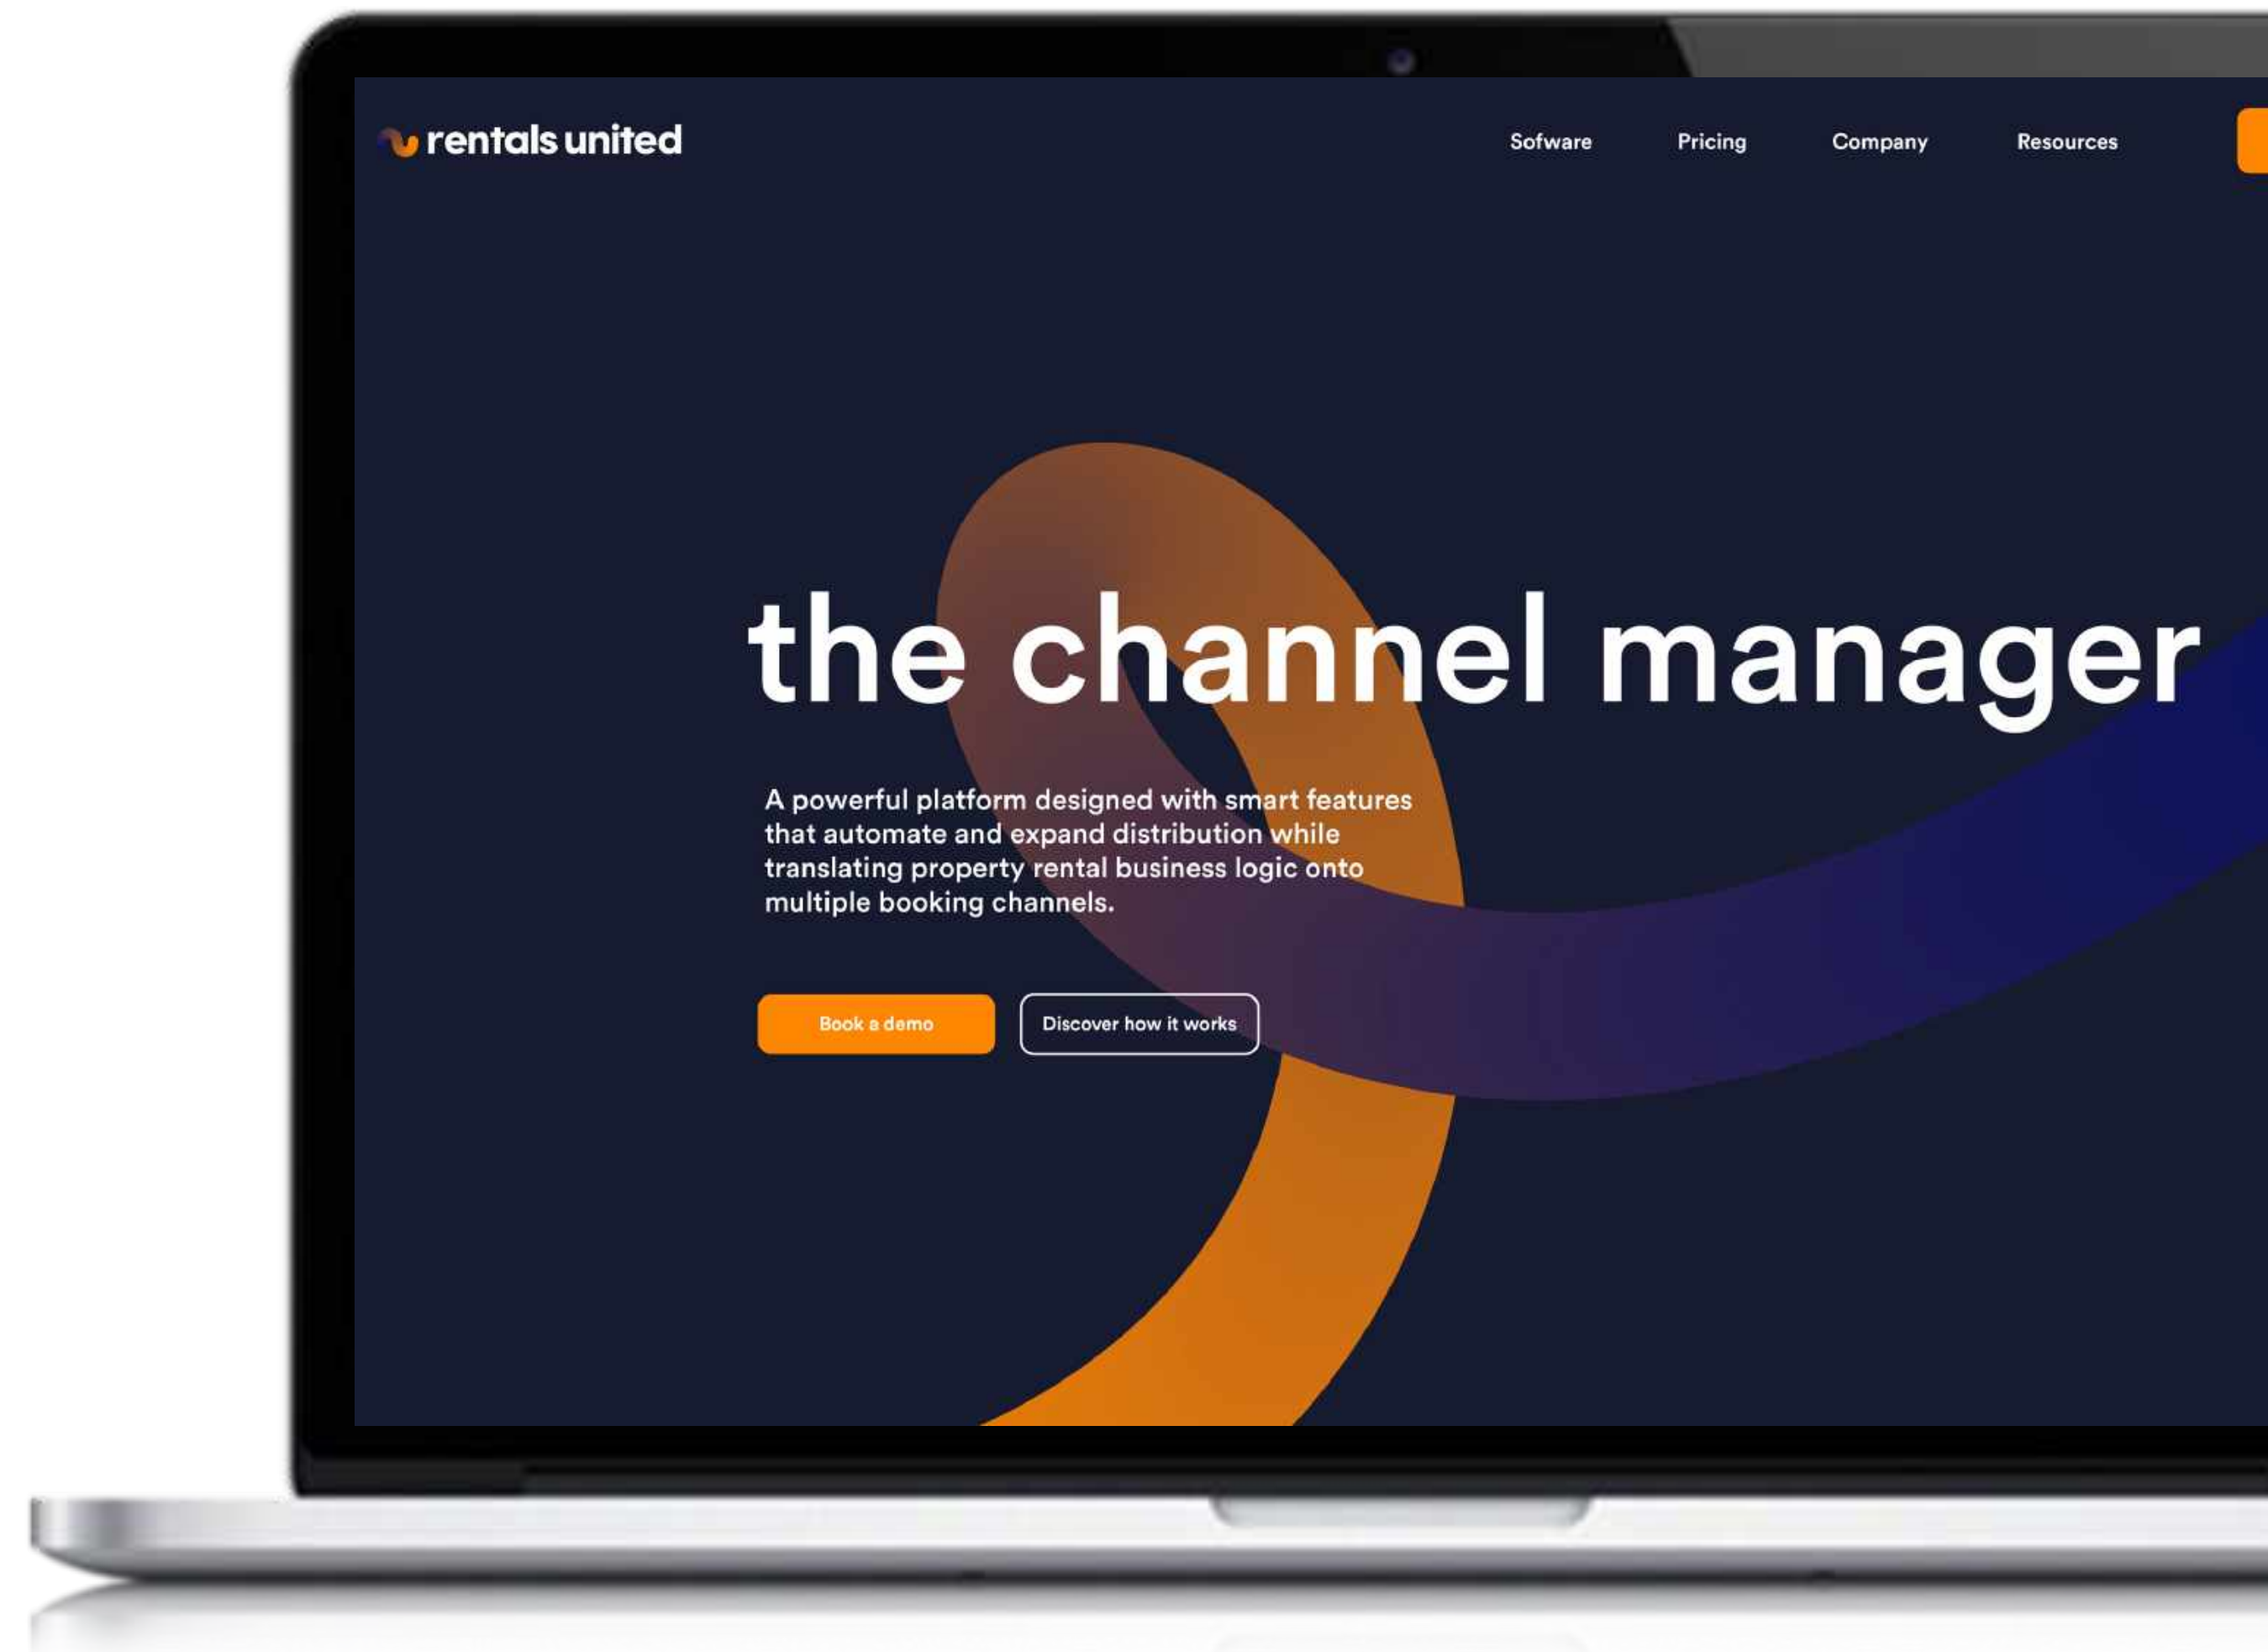 rentals united
Sofware Pricing Company Resources
the channel manager
A powerful platform designed with smart features
that automate and expand distribution while
translating property rental business logic onto
multiple booking channels.
Book a demo Discover how it works